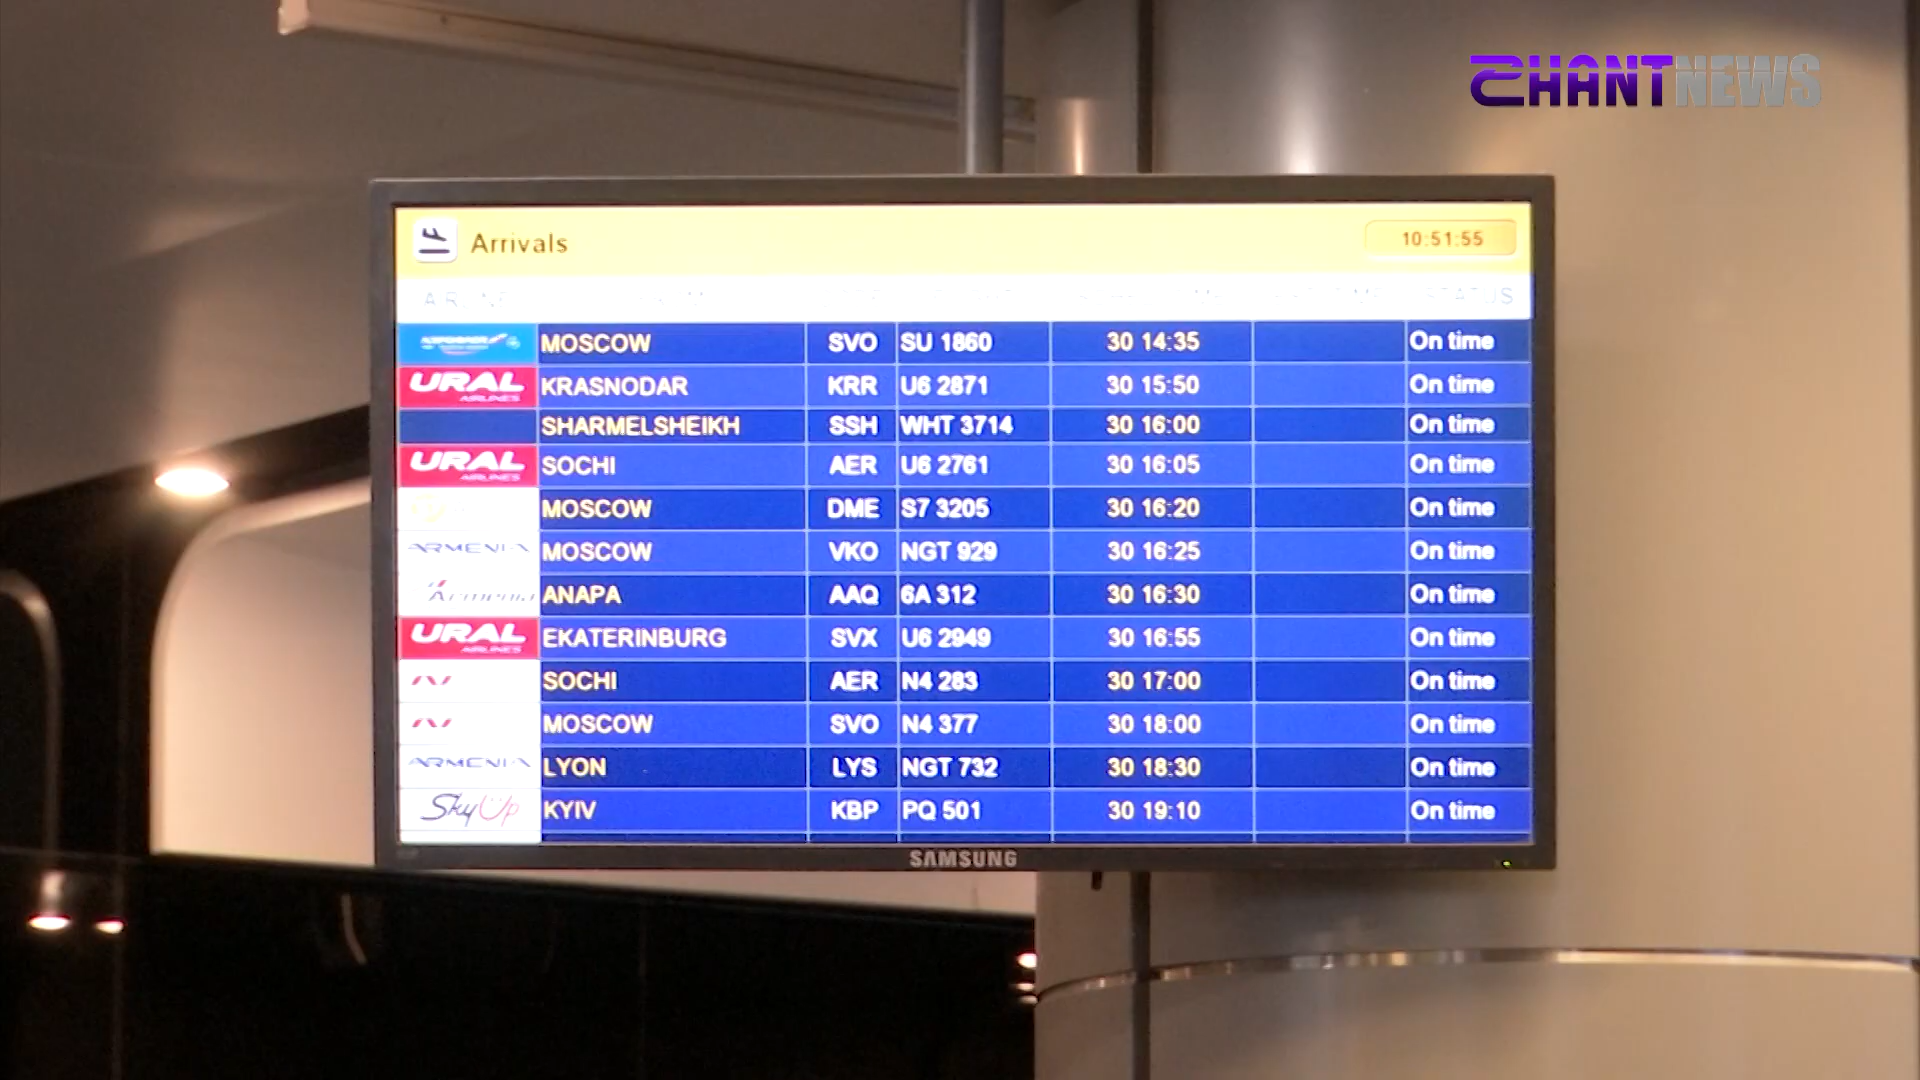 SHANTNEWS
Arrivals
10:51:55
AIRLINE STATUS
MOSCOW SVO SU 1860 30 14:35 On time
URAL AIRLINES KRASNODAR KRR U6 2871 30 15:50 On time
SHARMELSHEIKH SSH WHT 3714 30 16:00 On time
URAL AIRLINES SOCHI AER U6 2761 30 16:05 On time
MOSCOW DME S7 3205 30 16:20 On time
ARMENIA MOSCOW VKO NGT 929 30 16:25 On time
Armenia ANAPA AAQ 6A 312 30 16:30 On time
URAL AIRLINES EKATERINBURG SVX U6 2949 30 16:55 On time
SOCHI AER N4 283 30 17:00 On time
MOSCOW SVO N4 377 30 18:00 On time
ARMENIA LYON LYS NGT 732 30 18:30 On time
SkyUp KYIV KBP PQ 501 30 19:10 On time
SAMSUNG